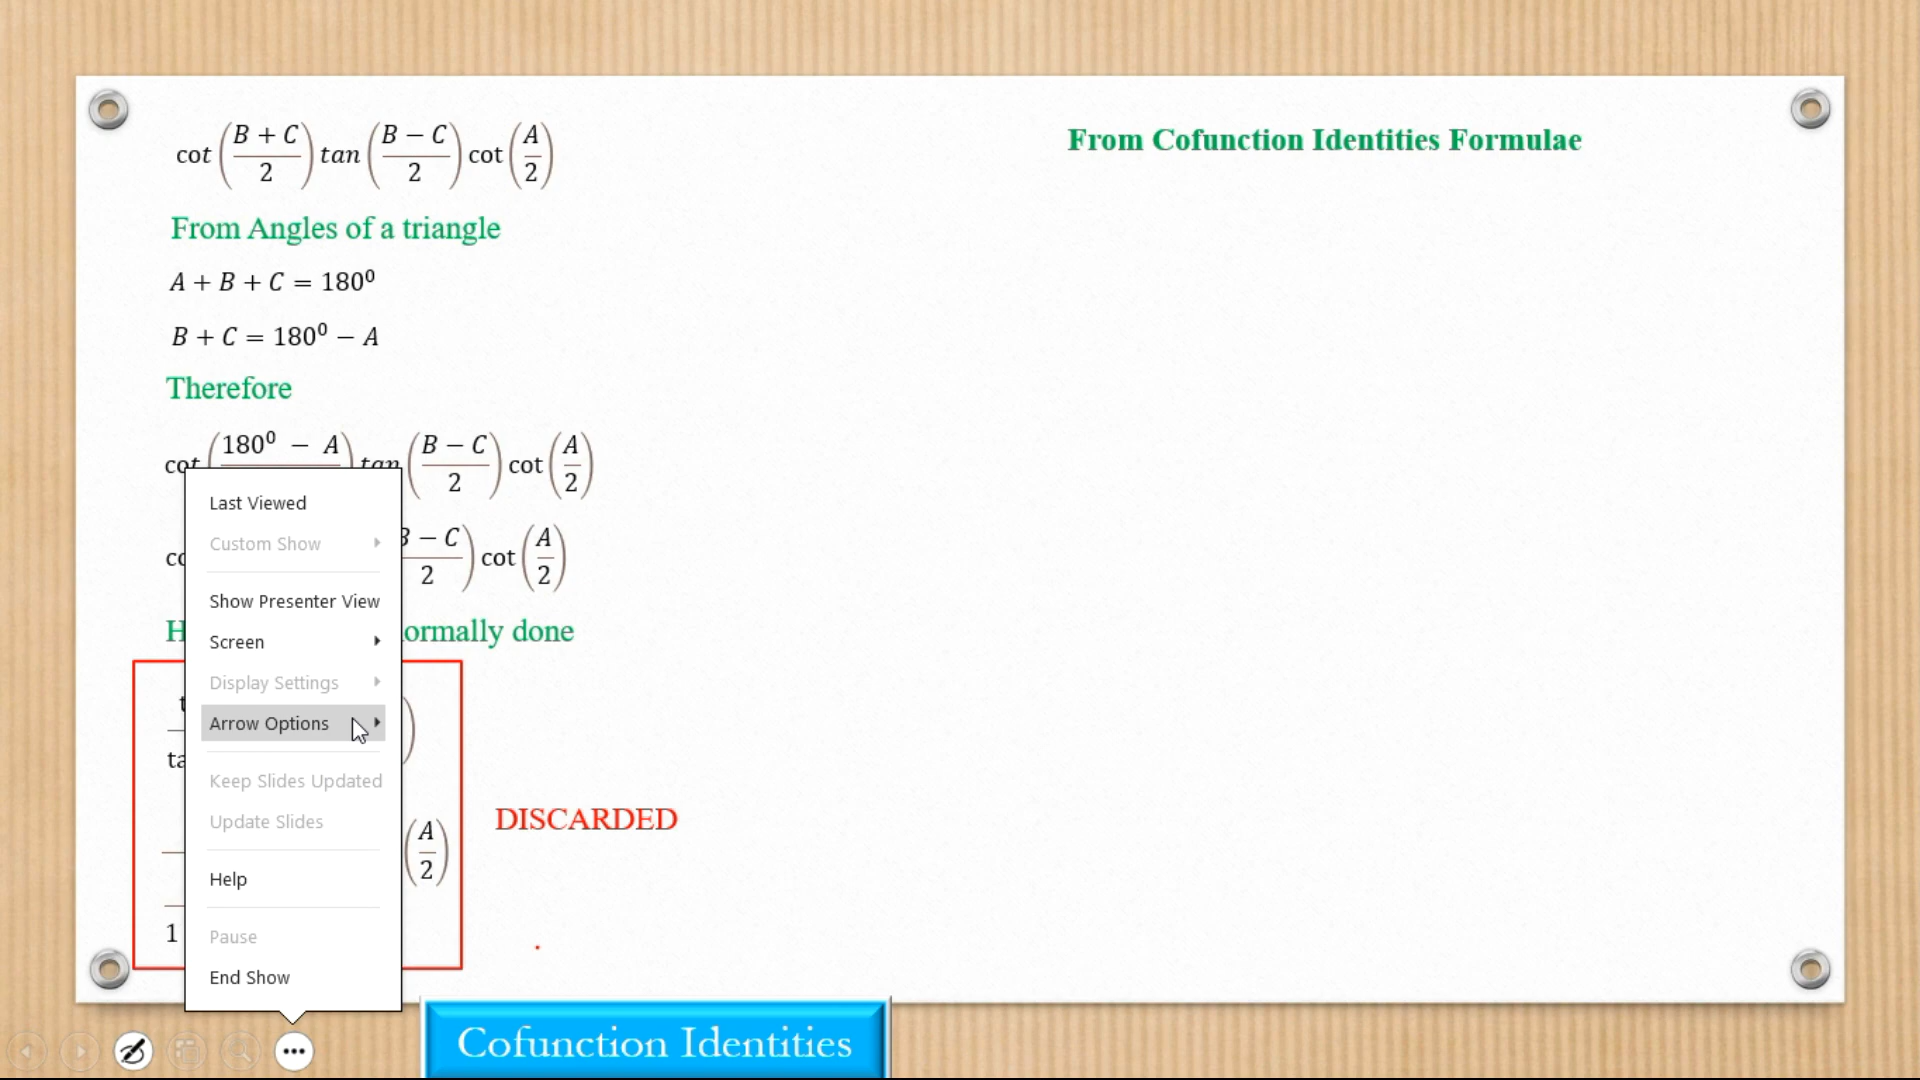 cot((B + C)/2) tan((B − C)/2) cot(A/2)
From Cofunction Identities Formulae
From Angles of a triangle
A + B + C = 180⁰
B + C = 180⁰ − A
Therefore
cot(180⁰ − A) tan((B − C)/2) cot(A/2)
B − C
2
cot(A/2)
ormally done
DISCARDED
(A/2)
1
Last Viewed
Custom Show
Show Presenter View
Screen
Display Settings
Arrow Options
Keep Slides Updated
Update Slides
Help
Pause
End Show
Cofunction Identities